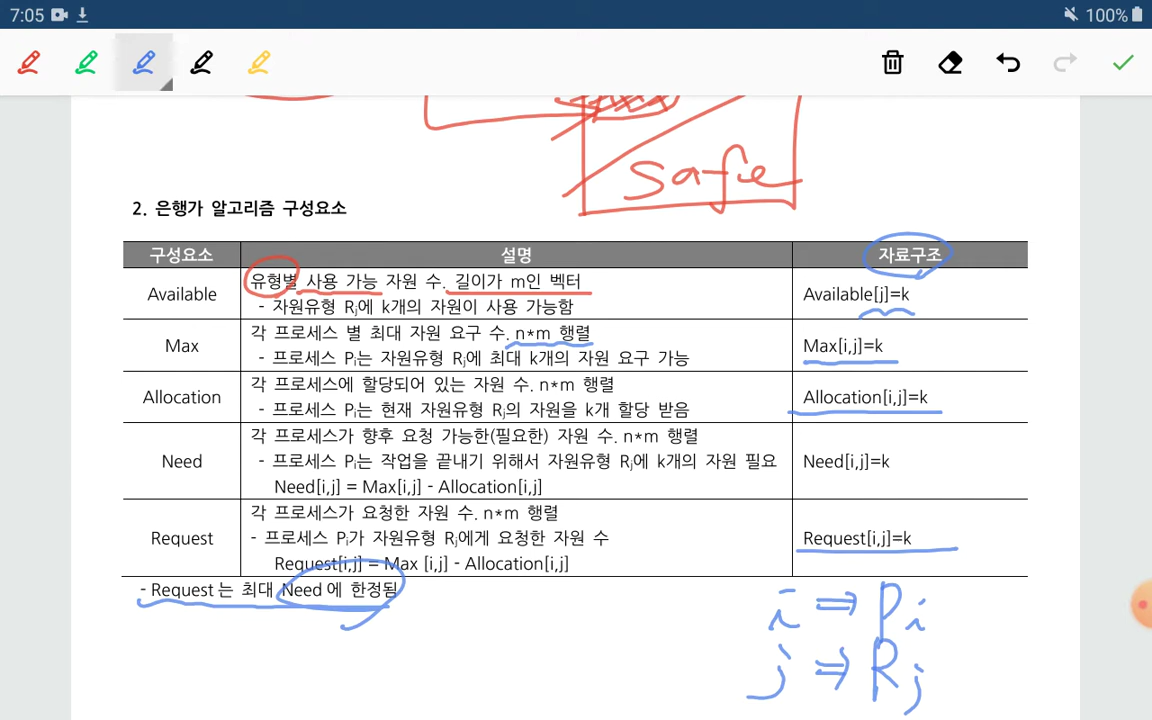 7:05
100%
safe
2. 은행가 알고리즘 구성요소
구성요소 설명 자료구조
Available 유형별 사용 가능 자원 수. 길이가 m인 벡터 Available[j]=k
- 자원유형 Rj에 k개의 자원이 사용 가능함
Max 각 프로세스 별 최대 자원 요구 수. n*m 행렬 Max[i,j]=k
- 프로세스 Pi는 자원유형 Rj에 최대 k개의 자원 요구 가능
Allocation 각 프로세스에 할당되어 있는 자원 수. n*m 행렬 Allocation[i,j]=k
- 프로세스 Pi는 현재 자원유형 Rj의 자원을 k개 할당 받음
Need 각 프로세스가 향후 요청 가능한(필요한) 자원 수. n*m 행렬 Need[i,j]=k
- 프로세스 Pi는 작업을 끝내기 위해서 자원유형 Rj에 k개의 자원 필요
Need[i,j] = Max[i,j] - Allocation[i,j]
Request 각 프로세스가 요청한 자원 수. n*m 행렬 Request[i,j]=k
- 프로세스 Pi가 자원유형 Rj에게 요청한 자원 수
Request[i,j] = Max [i,j] - Allocation[i,j]
- Request 는 최대 Need 에 한정됨
i ⇒ Pi
j ⇒ Rj